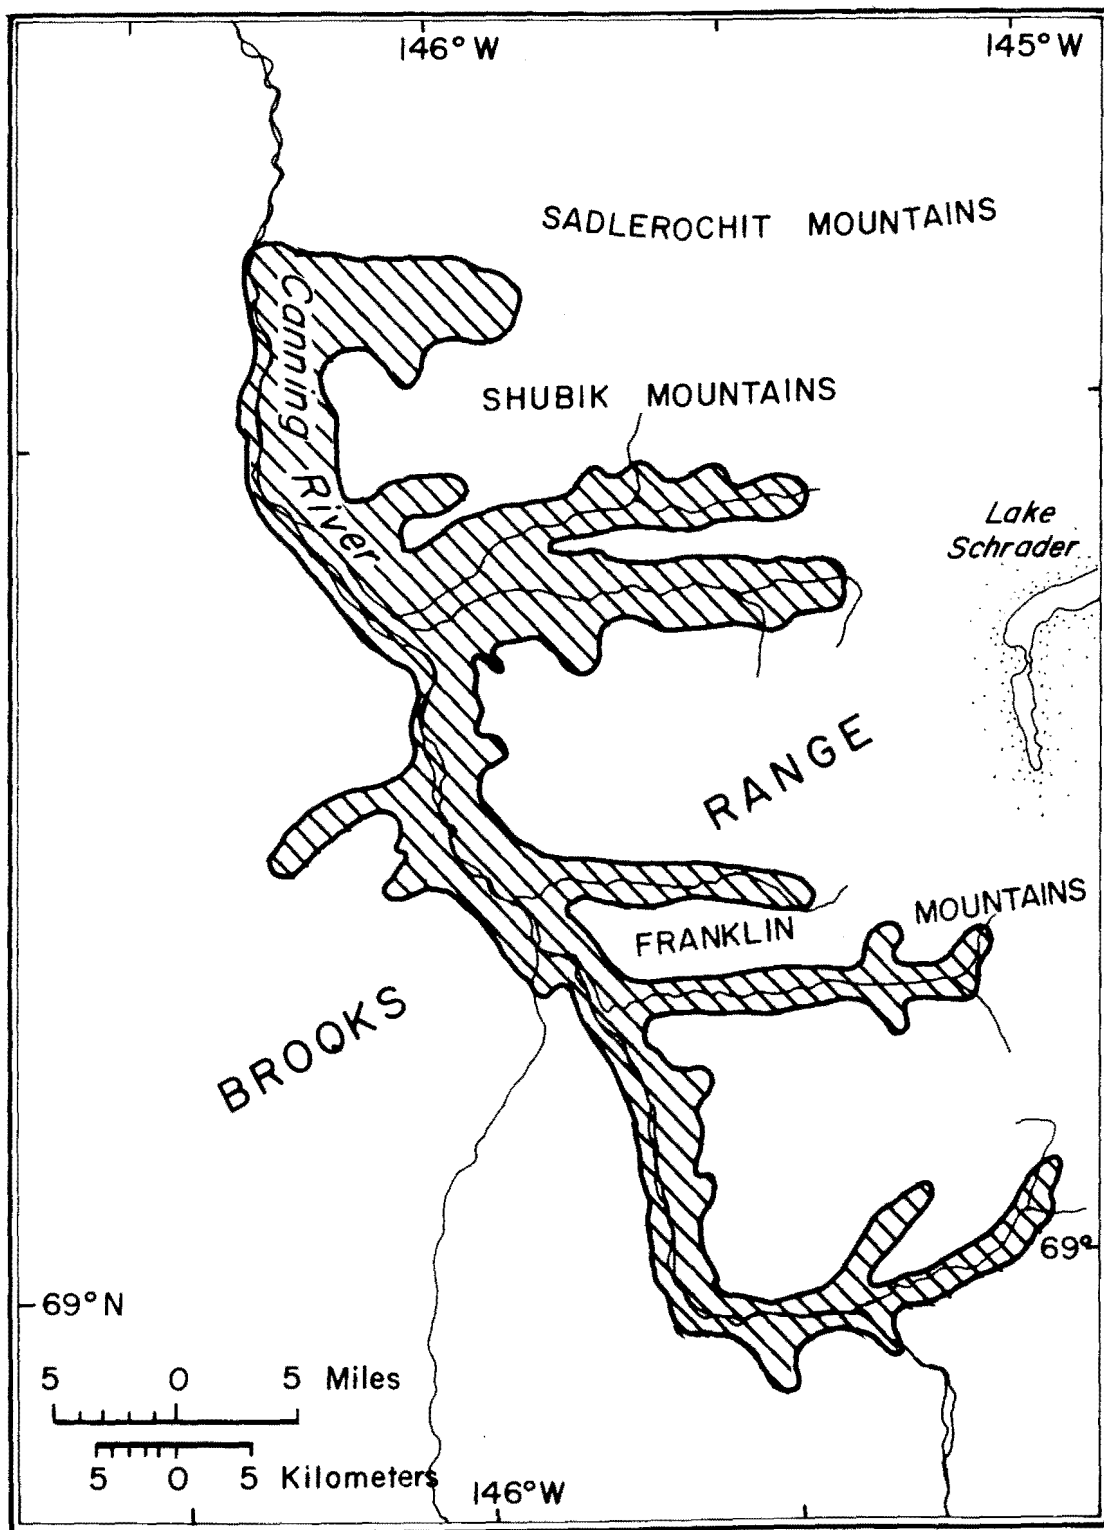 146° W
145° W
SADLEROCHIT MOUNTAINS
Canning
River
SHUBIK MOUNTAINS
Lake
Schrader
RANGE
FRANKLIN
MOUNTAINS
BROOKS
69°
69° N
5 0 5 Miles
5 0 5 Kilometers
146° W